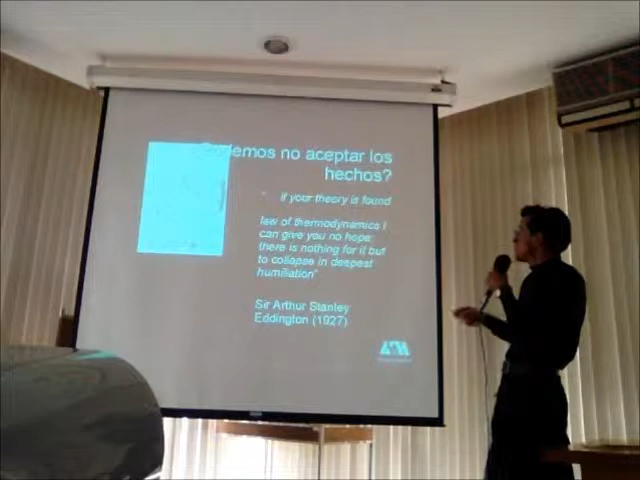 Podemos no aceptar los
hechos?
if your theory is found
law of thermodynamics I
can give you no hope;
there is nothing for it but
to collapse in deepest
humiliation"
Sir Arthur Stanley
Eddington (1927)